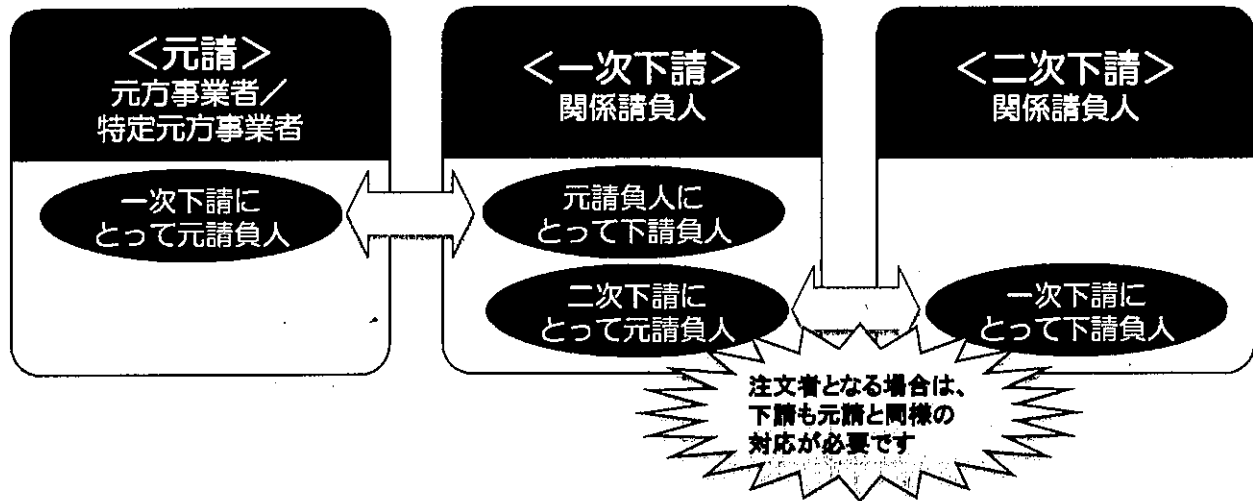 ＜元請＞
元方事業者／
特定元方事業者
一次下請に
とって元請負人
＜一次下請＞
関係請負人
元請負人に
とって下請負人
二次下請に
とって元請負人
＜二次下請＞
関係請負人
一次下請に
とって下請負人
注文者となる場合は、
下請も元請と同様の
対応が必要です